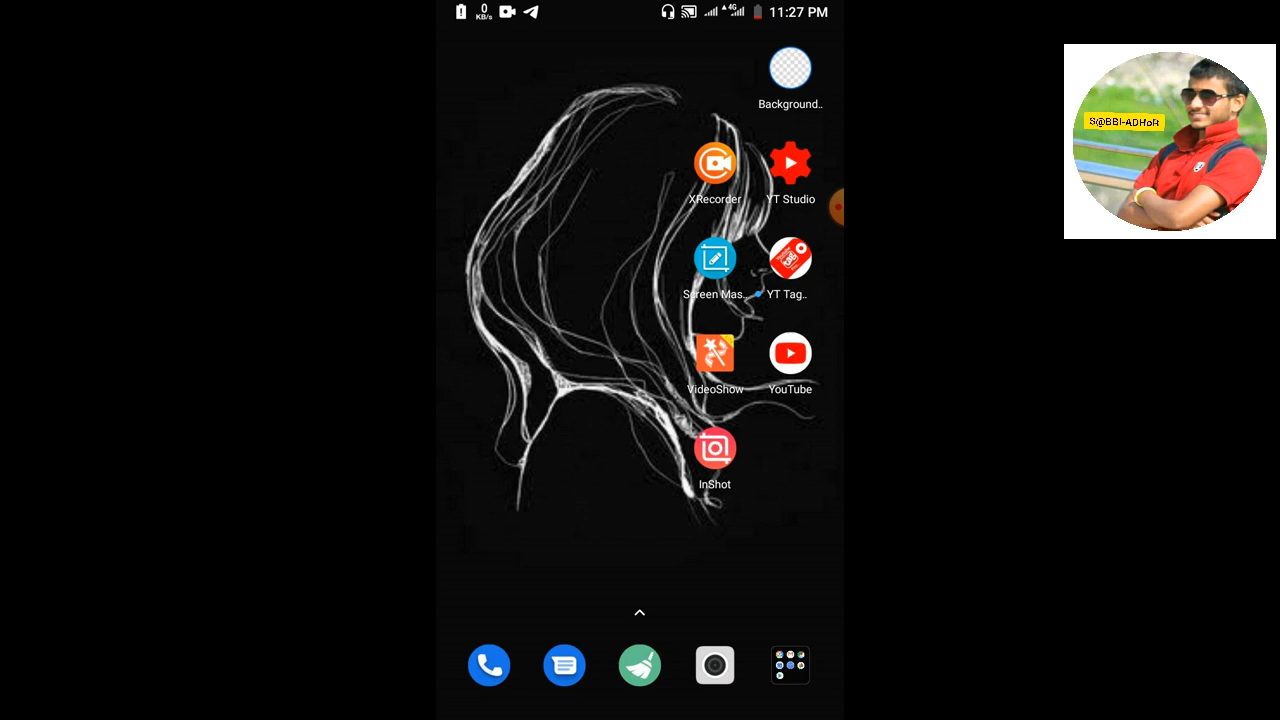 0
KB/s
4G
11:27 PM
Background..
S@BBI-ADHoR
XRecorder
YT Studio
Screen Mas..
YT Tag..
VideoShow
YouTube
InShot